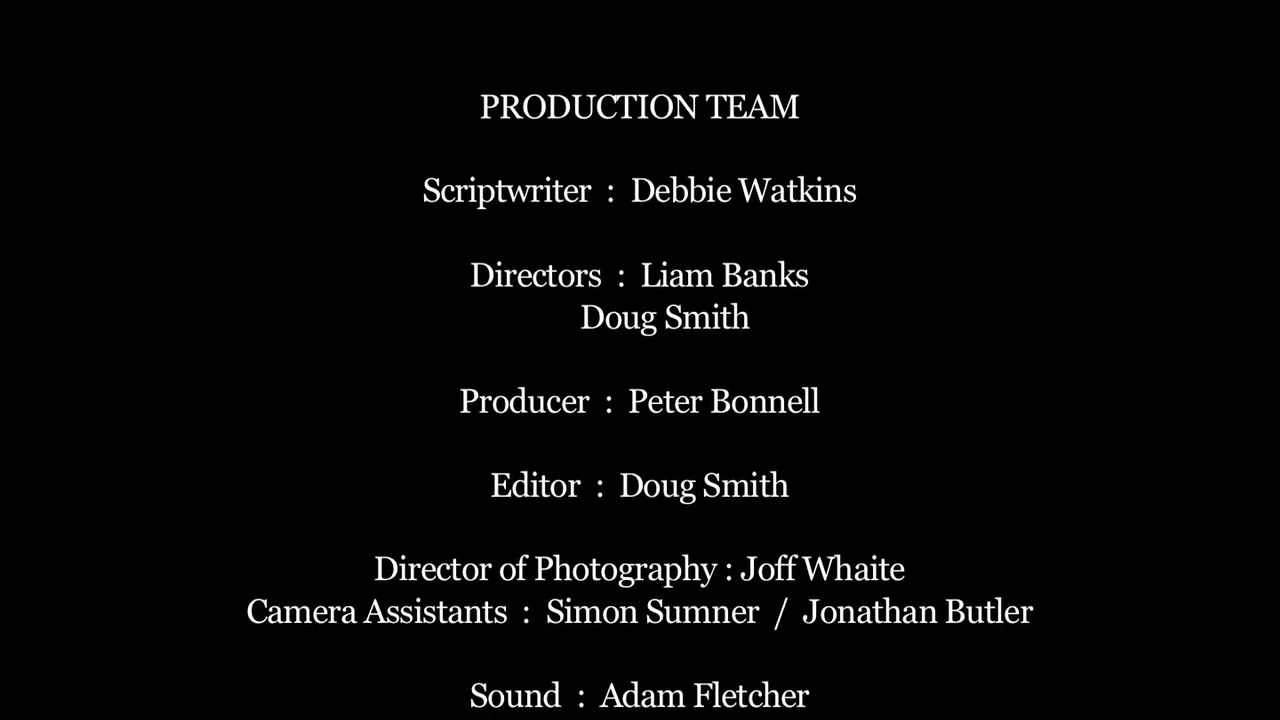 PRODUCTION TEAM
Scriptwriter : Debbie Watkins
Directors : Liam Banks
Doug Smith
Producer : Peter Bonnell
Editor : Doug Smith
Director of Photography : Joff Whaite
Camera Assistants : Simon Sumner / Jonathan Butler
Sound : Adam Fletcher